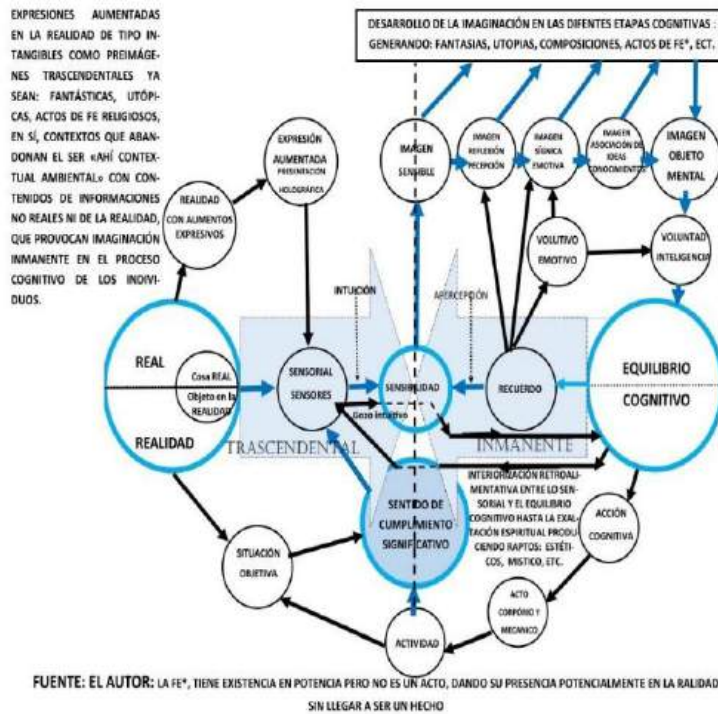 EXPRESIONES AUMENTADAS
EN LA REALIDAD DE TIPO IN-
TANGIBLES COMO PREIMÁGE-
NES TRASCENDENTALES YA
SEAN: FANTÁSTICAS, UTÓPI-
CAS, ACTOS DE FE RELIGIOSOS,
EN SÍ, CONTEXTOS QUE ABAN-
DONAN EL SER «AHÍ CONTEX-
TUAL AMBIENTAL» CON CON-
TENIDOS DE INFORMACIONES
NO REALES NI DE LA REALIDAD,
QUE PROVOCAN IMAGINACIÓN
INMANENTE EN EL PROCESO
COGNITIVO DE LOS INDIVI-
DUOS.
DESARROLLO DE LA IMAGINACIÓN EN LAS DIFENTES ETAPAS COGNITIVAS :
GENERANDO: FANTASIAS, UTOPIAS, COMPOSICIONES, ACTOS DE FE*, ECT.
EXPRESIÓN
AUMENTADA
PRESENTACIÓN
HOLOGRÁFICA
IMAGEN
SENSIBLE
IMAGEN
REFLEXIÓN
PECEPCIÓN
IMAGEN
SÍGNICA
EMOTIVA
IMAGEN
ASOCIACIÓN DE
IDEAS
CONOCIMIENTOS
IMAGEN
OBJETO
MENTAL
REALIDAD
CON AUMENTOS
EXPRESIVOS
VOLUTIVO
EMOTIVO
VOLUNTAD
INTELIGENCIA
INTUICIÓN
APERCEPCIÓN
REAL
Cosa REAL
Objeto en la
REALIDAD
REALIDAD
SENSORIAL
SENSORES
SENSIBILIDAD
RECUERDO
EQUILIBRIO
COGNITIVO
Gozo intuitivo
TRASCENDENTAL
INMANENTE
INTERIORIZACIÓN RETROALI-
MENTATIVA ENTRE LO SEN-
SORIAL Y EL EQUILIBRIO
COGNITIVO HASTA LA EXAL-
TACIÓN ESPIRITUAL PRODU-
CIENDO RAPTOS: ESTÉTI-
COS, MISTICO, ETC.
SENTIDO DE
CUMPLIMIENTO
SIGNIFICATIVO
SITUACIÓN
OBJETIVA
ACCIÓN
COGNITIVA
ACTO
CORPÓRIO Y
MECANICO
ACTIVIDAD
FUENTE: EL AUTOR: LA FE*, TIENE EXISTENCIA EN POTENCIA PERO NO ES UN ACTO, DANDO SU PRESENCIA POTENCIALMENTE EN LA RALIDAD
SIN LLEGAR A SER UN HECHO